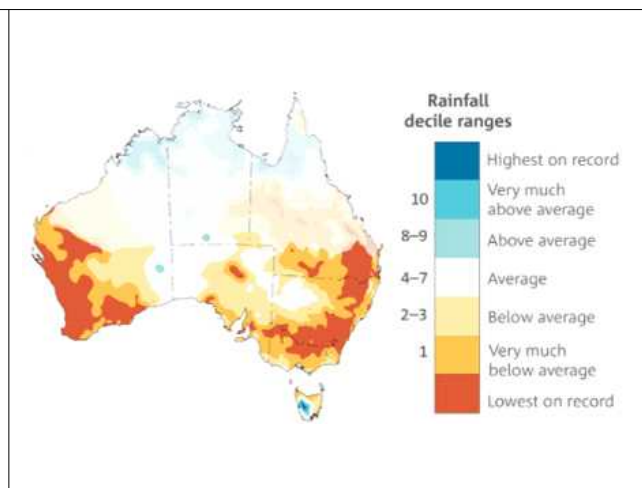 Rainfall
decile ranges
Highest on record
10 Very much
above average
8–9 Above average
4–7 Average
2–3 Below average
1 Very much
below average
Lowest on record